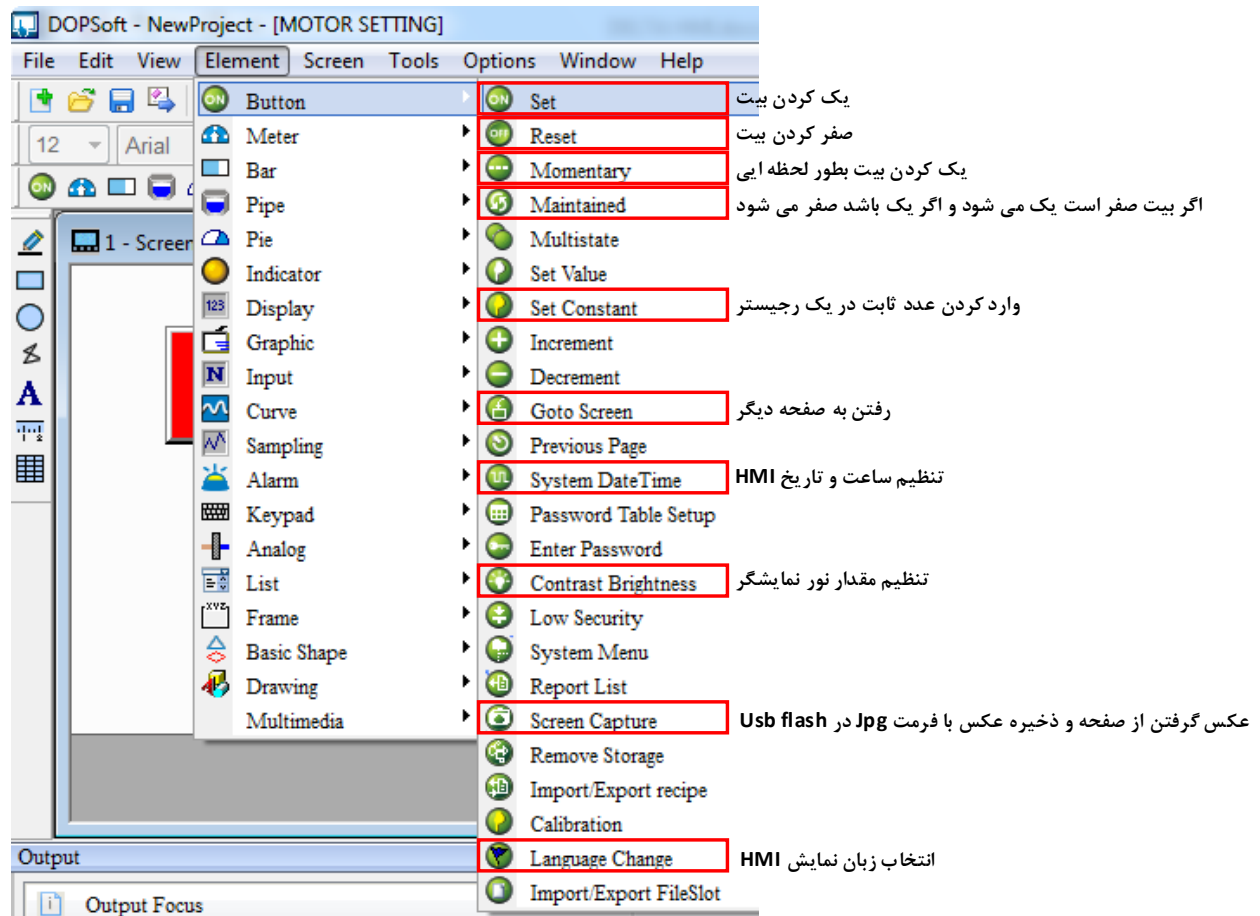 DOPSoft - NewProject - [MOTOR SETTING]
File Edit View Element Screen Tools Options Window Help
12 Arial
1 - Screen
Button
Meter
Bar
Pipe
Pie
Indicator
Display
Graphic
Input
Curve
Sampling
Alarm
Keypad
Analog
List
Frame
Basic Shape
Drawing
Multimedia
Set یک کردن بیت
Reset صفر کردن بیت
Momentary یک کردن بیت بطور لحظه ایی
Maintained اگر بیت صفر است یک می شود و اگر یک باشد صفر می شود
Multistate
Set Value
Set Constant وارد کردن عدد ثابت در یک رجیستر
Increment
Decrement
Goto Screen رفتن به صفحه دیگر
Previous Page
System DateTime تنظیم ساعت و تاریخ HMI
Password Table Setup
Enter Password
Contrast Brightness تنظیم مقدار نور نمایشگر
Low Security
System Menu
Report List
Screen Capture عکس گرفتن از صفحه و ذخیره عکس با فرمت Jpg در Usb flash
Remove Storage
Import/Export recipe
Calibration
Language Change انتخاب زبان نمایش HMI
Import/Export FileSlot
Output
Output Focus